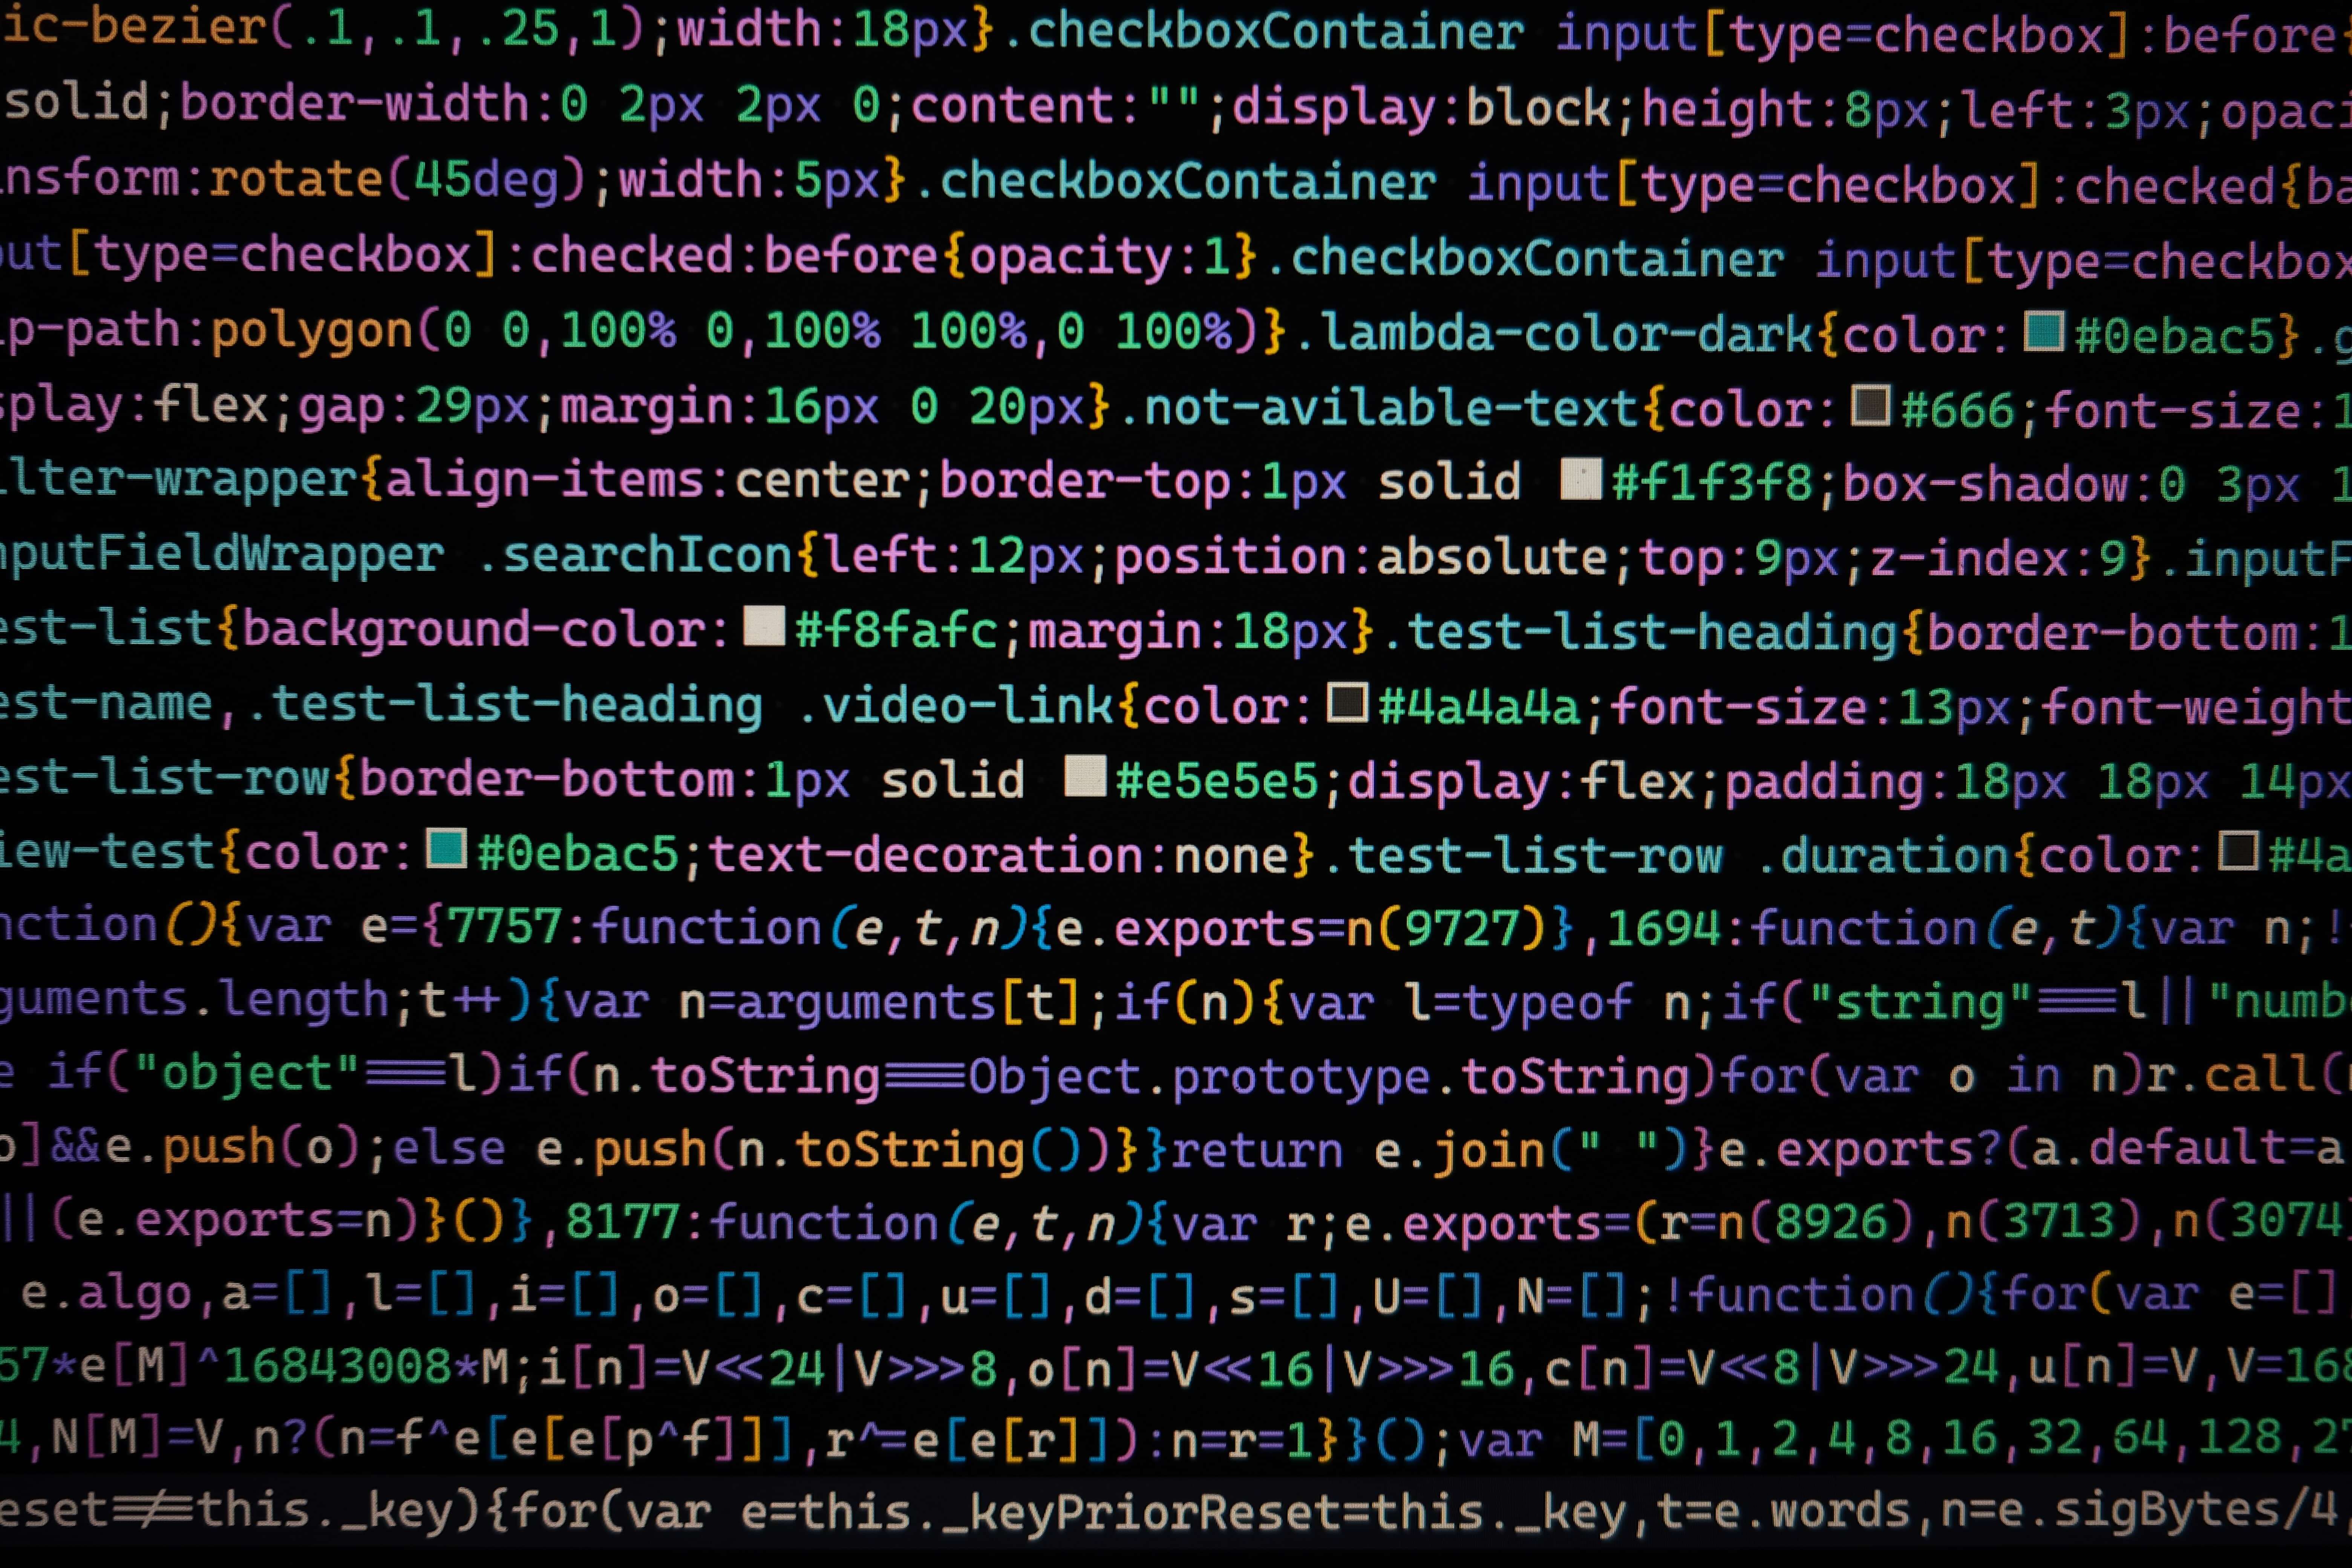 ic-bezier(.1,.1,.25,1);width:18px}.checkboxContainer input[type=checkbox]:before{
solid;border-width:0 2px 2px 0;content:"";display:block;height:8px;left:3px;opaci
nsform:rotate(45deg);width:5px}.checkboxContainer input[type=checkbox]:checked{ba
put[type=checkbox]:checked:before{opacity:1}.checkboxContainer input[type=checkbox
ip-path:polygon(0 0,100% 0,100% 100%,0 100%)}.lambda-color-dark{color:#0ebac5}.g
splay:flex;gap:29px;margin:16px 0 20px}.not-avilable-text{color:#666;font-size:1
ilter-wrapper{align-items:center;border-top:1px solid #f1f3f8;box-shadow:0 3px 1
nputFieldWrapper .searchIcon{left:12px;position:absolute;top:9px;z-index:9}.inputF
est-list{background-color:#f8fafc;margin:18px}.test-list-heading{border-bottom:1
est-name,.test-list-heading .video-link{color:#4a4a4a;font-size:13px;font-weight
est-list-row{border-bottom:1px solid #e5e5e5;display:flex;padding:18px 18px 14px
iew-test{color:#0ebac5;text-decoration:none}.test-list-row .duration{color:#4a
nction(){var e={7757:function(e,t,n){e.exports=n(9727)},1694:function(e,t){var n;!
guments.length;t++){var n=arguments[t];if(n){var l=typeof n;if("string"===l||"numb
e if("object"===l)if(n.toString===Object.prototype.toString)for(var o in n)r.call(
o]&&e.push(o);else e.push(n.toString())}}return e.join(" ")}e.exports?(a.default=a
||(e.exports=n)}()},8177:function(e,t,n){var r;e.exports=(r=n(8926),n(3713),n(3074
e.algo,a=[],l=[],i=[],o=[],c=[],u=[],d=[],s=[],U=[],N=[];!function(){for(var e=[]
57*e[M]^16843008*M;i[n]=V<<24|V>>>8,o[n]=V<<16|V>>>16,c[n]=V<<8|V>>>24,u[n]=V,V=168
4,N[M]=V,n?(n=f^e[e[e[p^f]]],r^=e[e[r]]):n=r=1}}();var M=[0,1,2,4,8,16,32,64,128,27
eset!==this._key){for(var e=this._keyPriorReset=this._key,t=e.words,n=e.sigBytes/4,